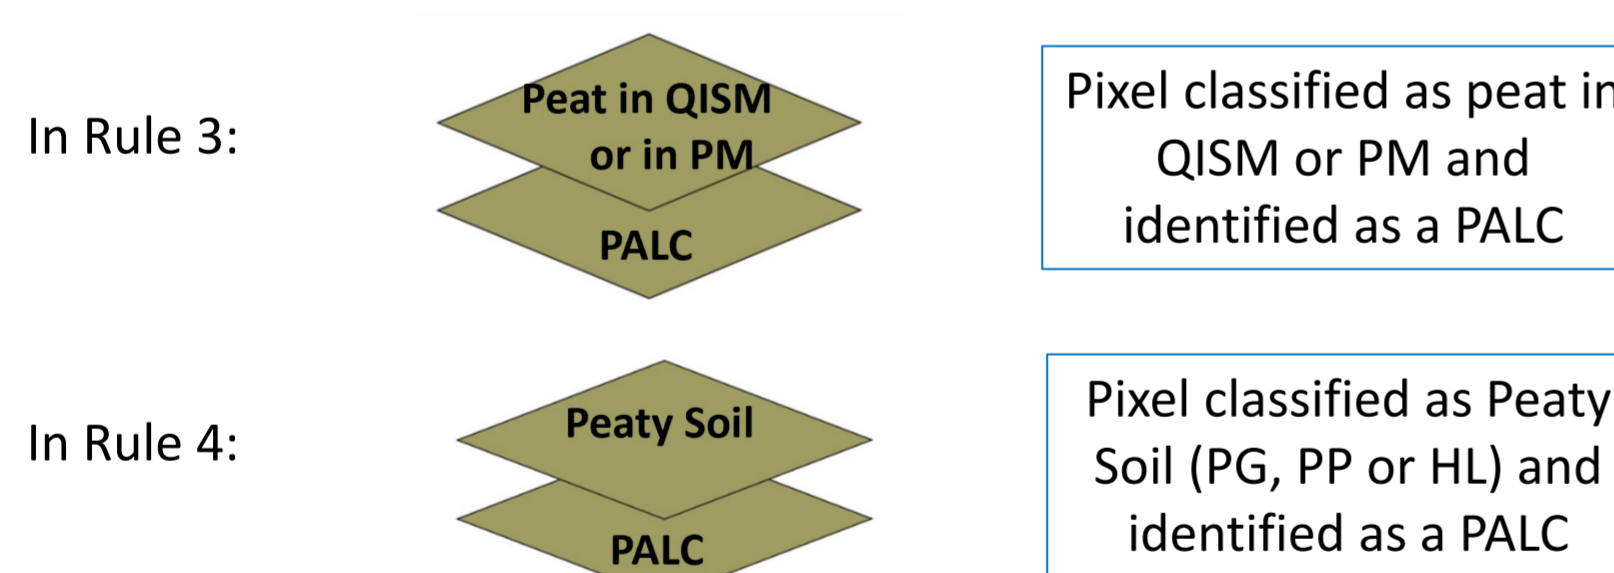 In Rule 3:
Peat in QISM
or in PM
PALC
Pixel classified as peat in
QISM or PM and
identified as a PALC
In Rule 4:
Peaty Soil
PALC
Pixel classified as Peaty
Soil (PG, PP or HL) and
identified as a PALC